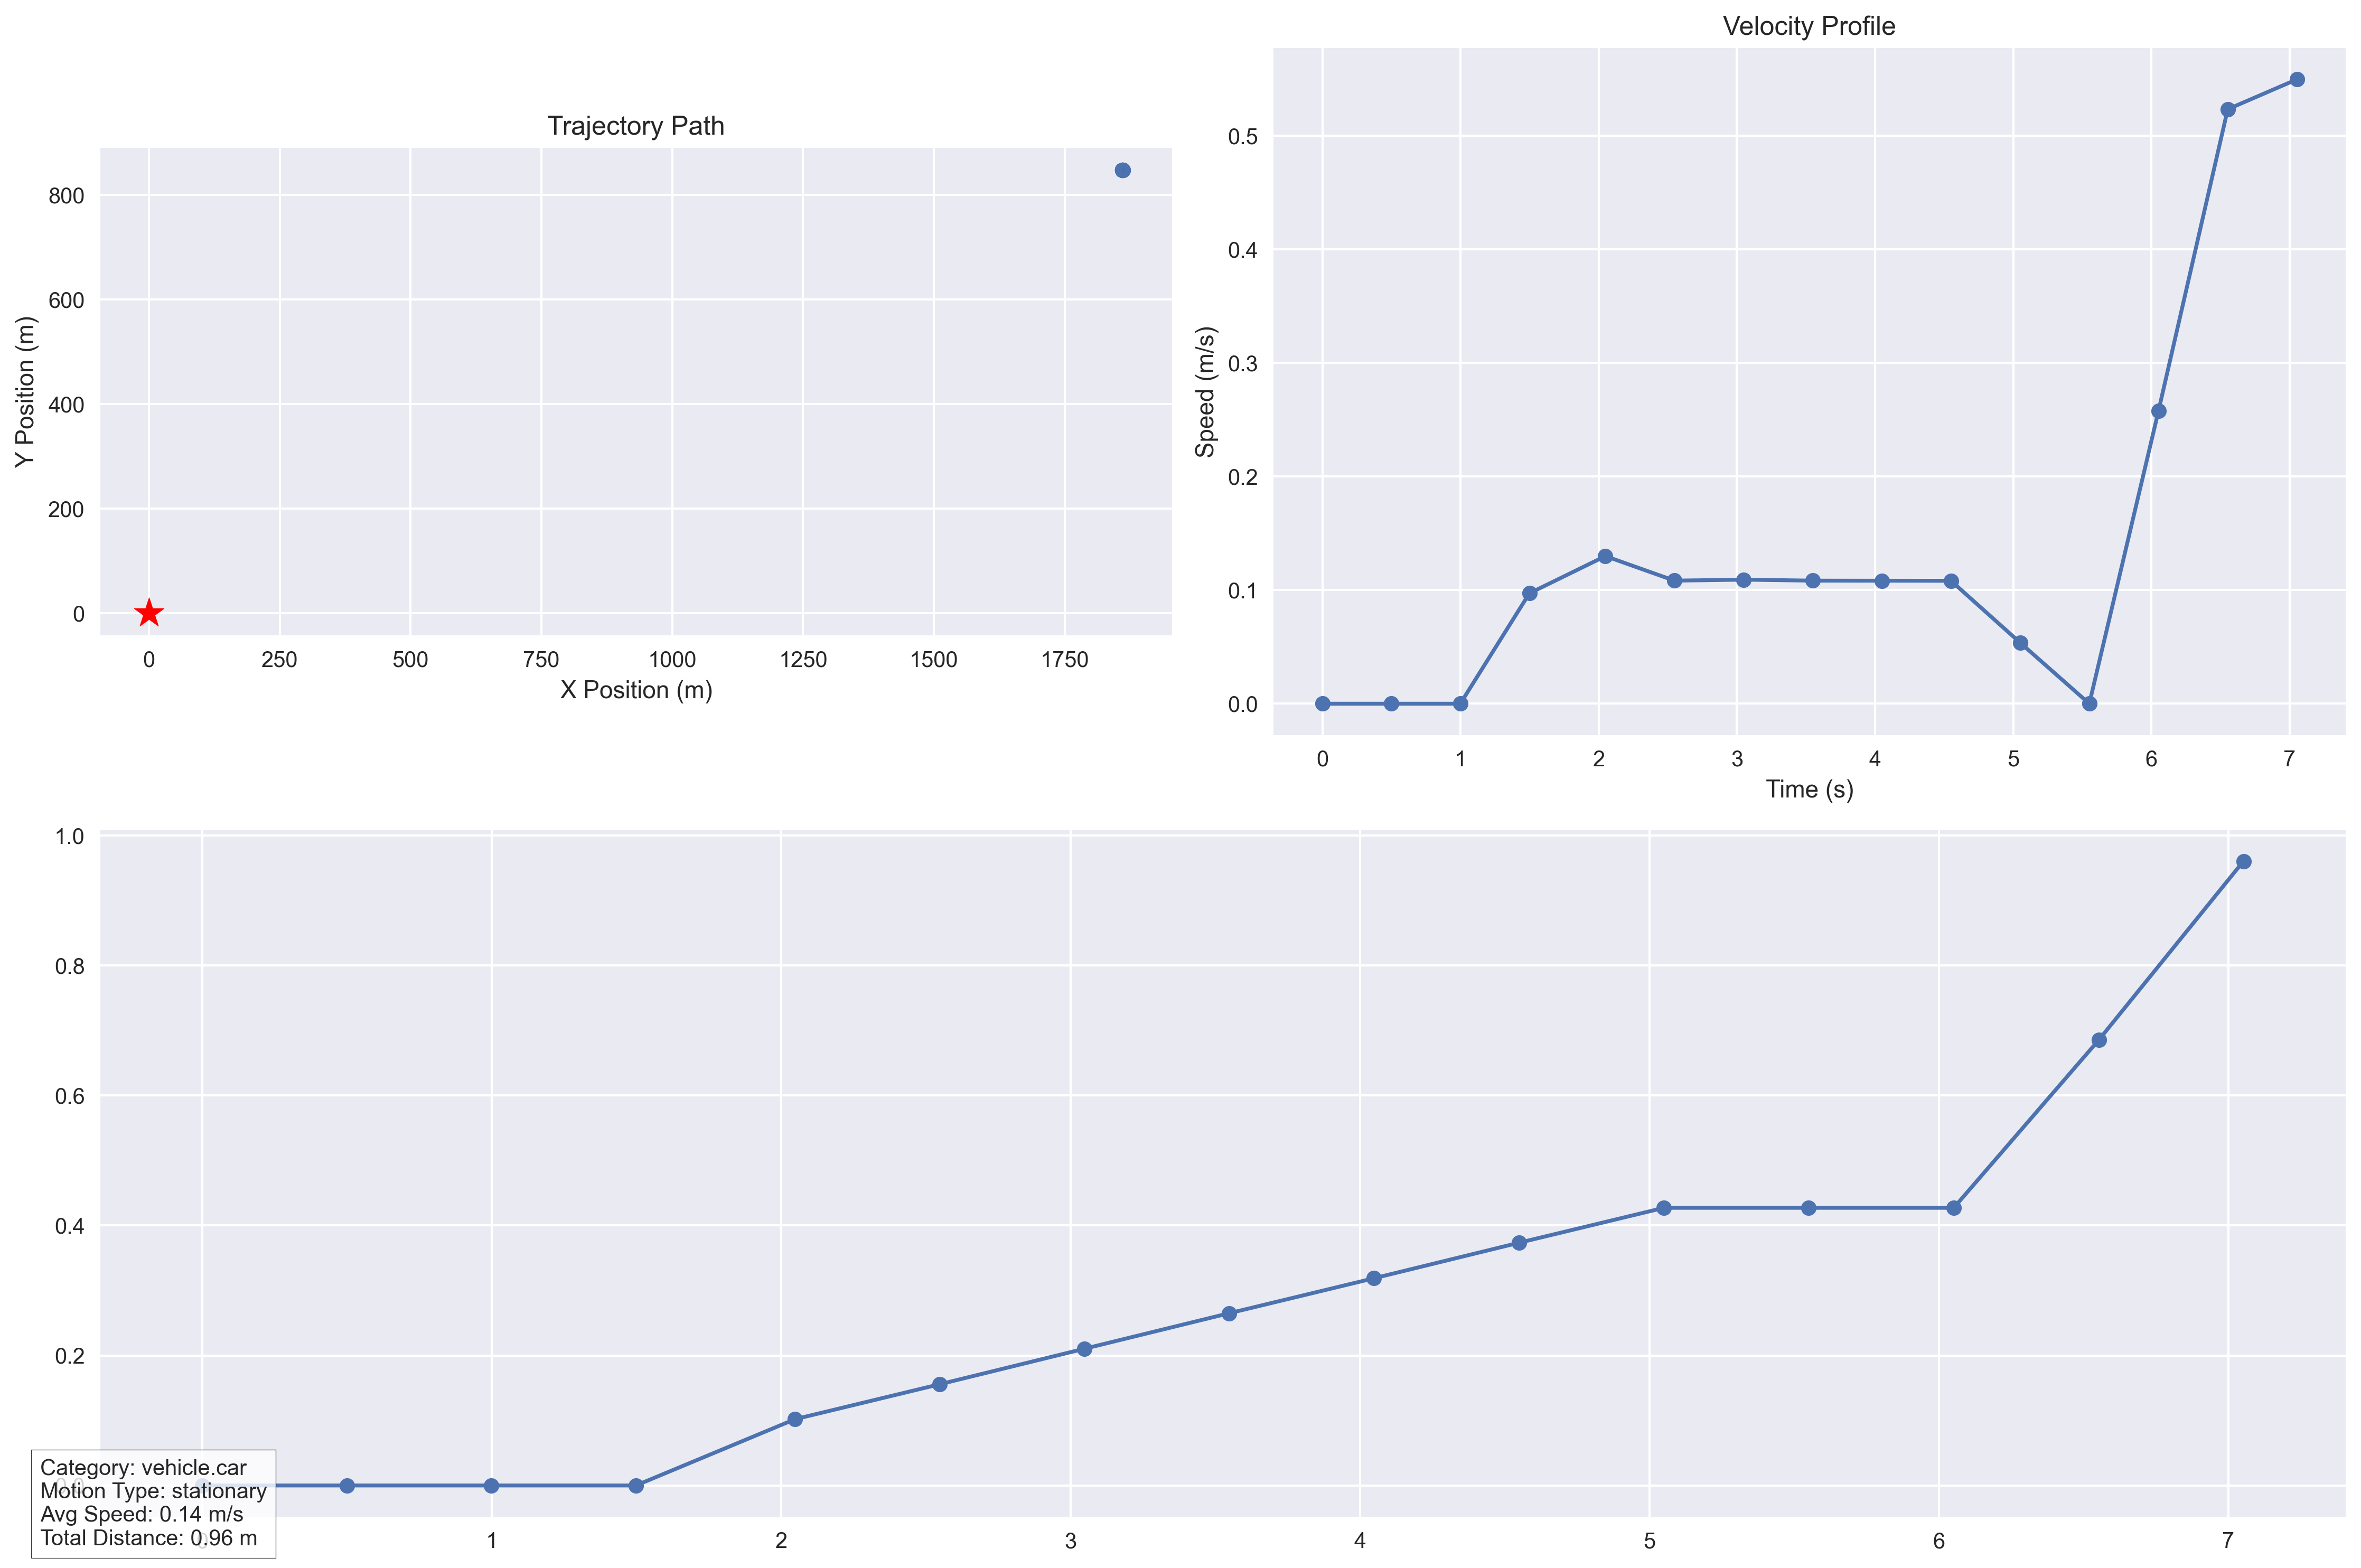 Trajectory Path
Y Position (m)
800
600
400
200
0
0 250 500 750 1000 1250 1500 1750
X Position (m)
Velocity Profile
Speed (m/s)
0.5
0.4
0.3
0.2
0.1
0.0
0 1 2 3 4 5 6 7
Time (s)
1.0
0.8
0.6
0.4
0.2
0.0
0 1 2 3 4 5 6 7
Category: vehicle.car
Motion Type: stationary
Avg Speed: 0.14 m/s
Total Distance: 0.96 m